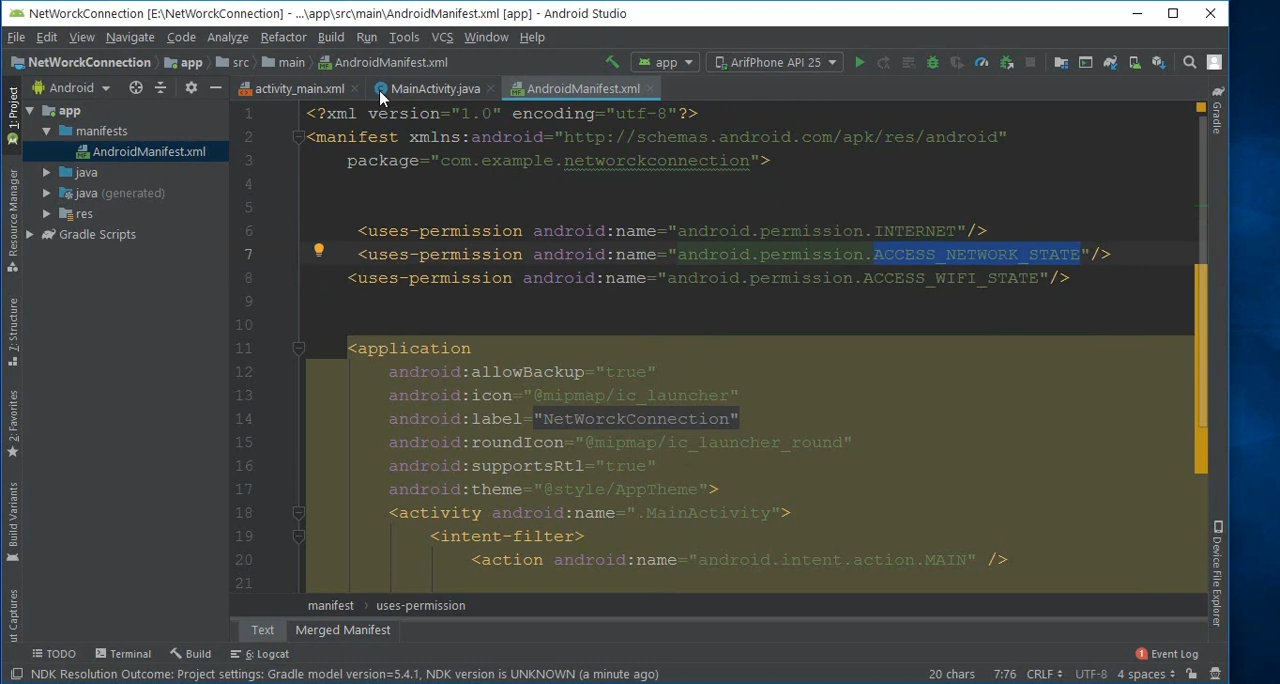 NetWorckConnection [E:\NetWorckConnection] - ...\app\src\main\AndroidManifest.xml [app] - Android Studio
File Edit View Navigate Code Analyze Refactor Build Run Tools VCS Window Help
NetWorckConnection app src main AndroidManifest.xml app ArifPhone API 25
Android activity_main.xml MainActivity.java AndroidManifest.xml
1: Project
Resource Manager
Z: Structure
2: Favorites
Build Variants
ut Captures
app
manifests
AndroidManifest.xml
java
java (generated)
res
Gradle Scripts
1 <?xml version="1.0" encoding="utf-8"?>
2 <manifest xmlns:android="http://schemas.android.com/apk/res/android"
3 package="com.example.networckconnection">
4
5
6 <uses-permission android:name="android.permission.INTERNET"/>
7 <uses-permission android:name="android.permission.ACCESS_NETWORK_STATE"/>
8 <uses-permission android:name="android.permission.ACCESS_WIFI_STATE"/>
9
10
11 <application
12 android:allowBackup="true"
13 android:icon="@mipmap/ic_launcher"
14 android:label="NetWorckConnection"
15 android:roundIcon="@mipmap/ic_launcher_round"
16 android:supportsRtl="true"
17 android:theme="@style/AppTheme">
18 <activity android:name=".MainActivity">
19 <intent-filter>
20 <action android:name="android.intent.action.MAIN" />
21
Gradle
Device File Explorer
manifest › uses-permission
Text Merged Manifest
TODO Terminal Build 6: Logcat 1 Event Log
NDK Resolution Outcome: Project settings: Gradle model version=5.4.1, NDK version is UNKNOWN (a minute ago) 20 chars 7:76 CRLF UTF-8 4 spaces